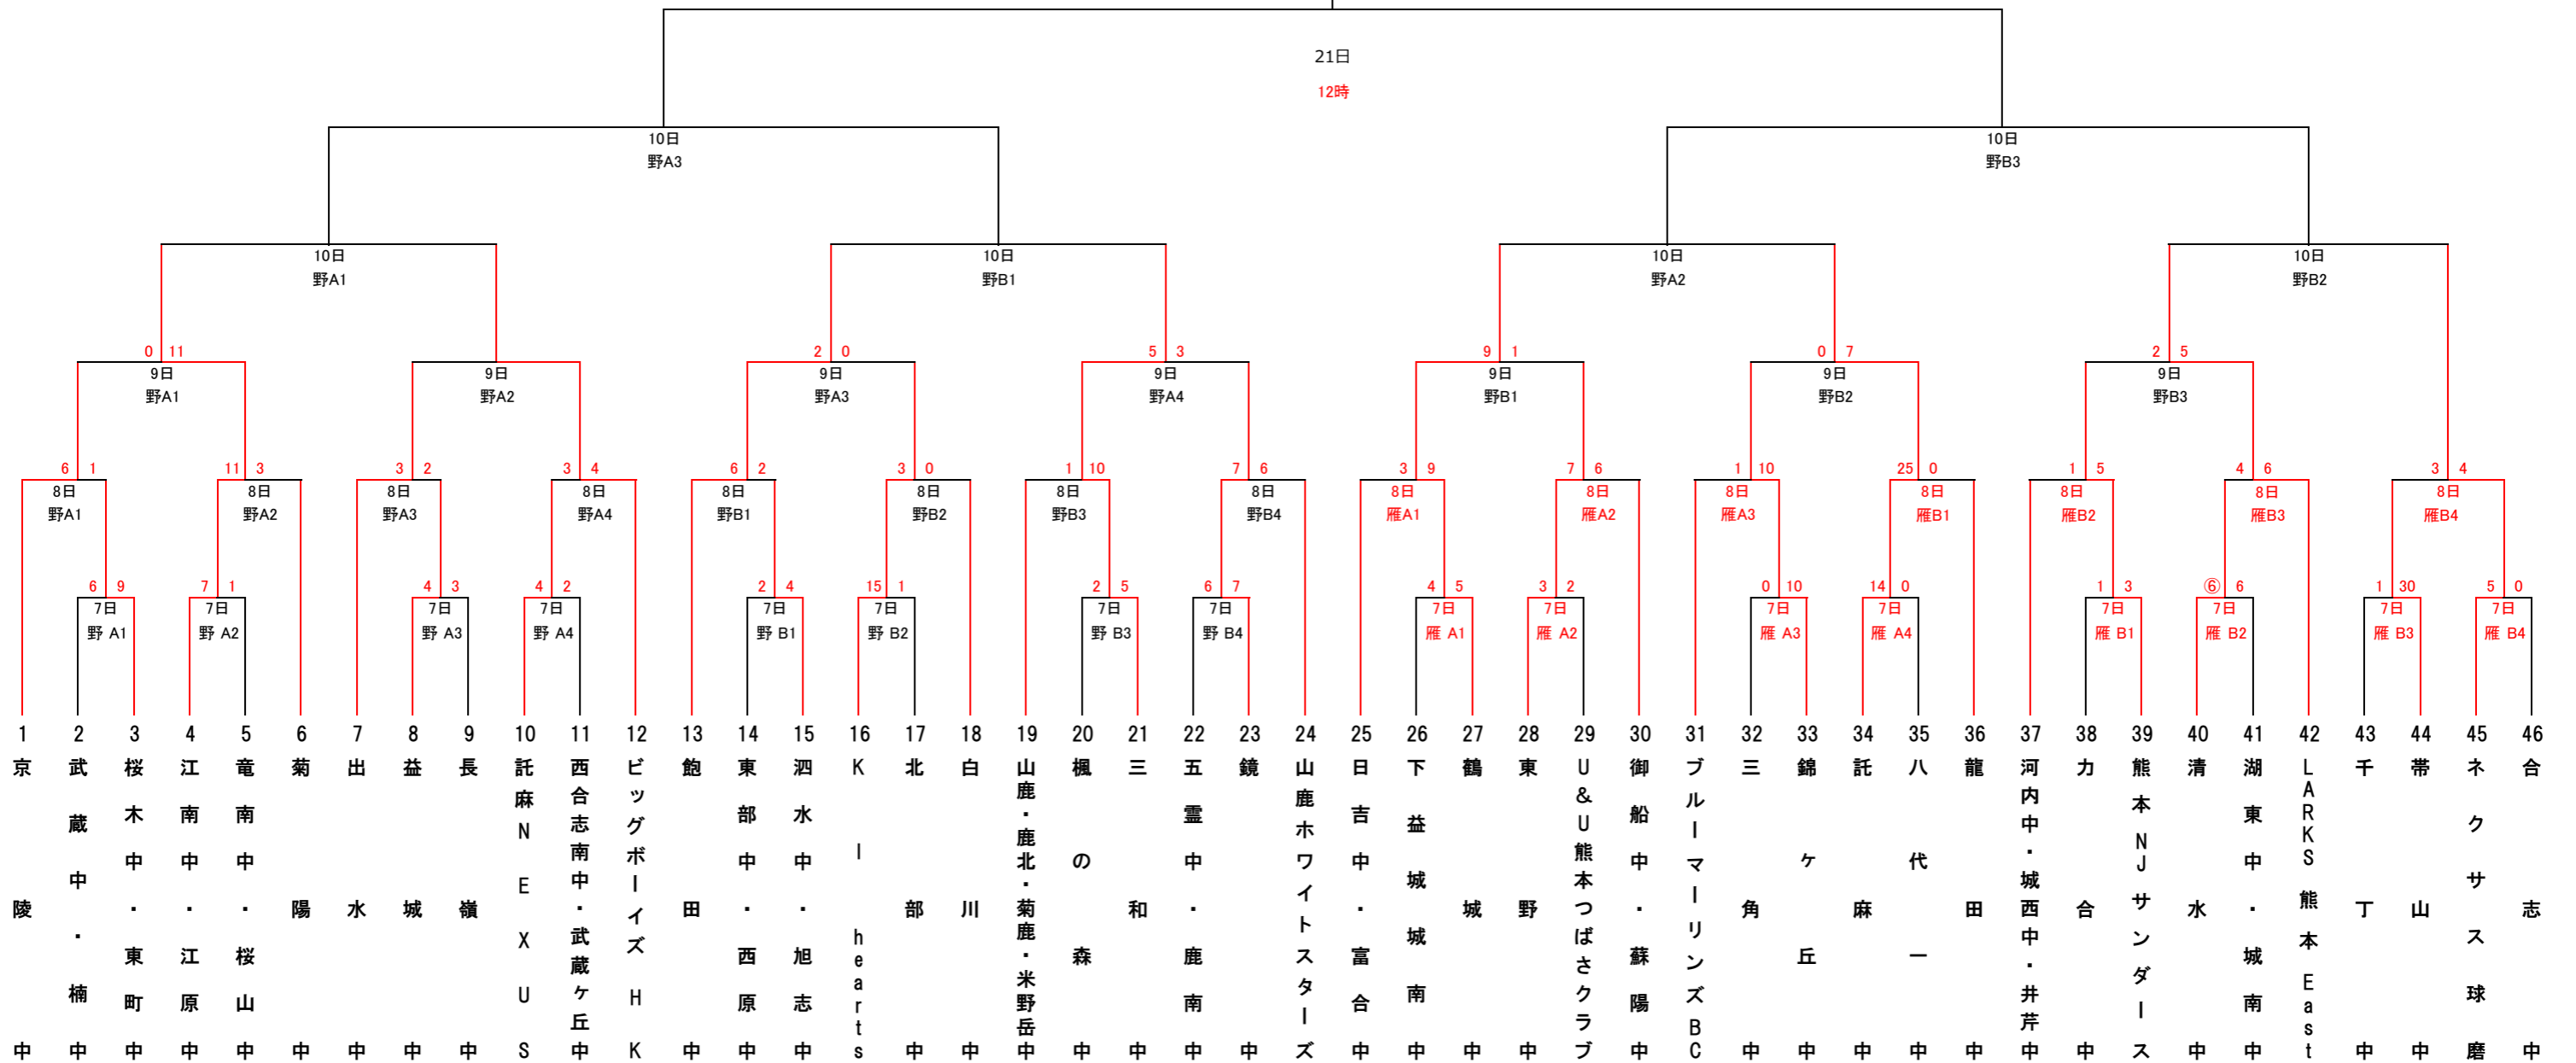 21日
12時
10日 10日
野A3 野B3
10日 10日 10日 10日
野A1 野B1 野A2 野B2
0 11 2 0 5 3 9 1 0 7 2 5
9日 9日 9日 9日 9日 9日 9日
野A1 野A2 野A3 野A4 野B1 野B2 野B3
6 1 11 3 3 2 3 4 6 2 3 0 1 10 7 6 3 9 7 6 1 10 25 0 1 5 4 6 3 4
8日 8日 8日 8日 8日 8日 8日 8日 8日 8日 8日 8日 8日 8日 8日
野A1 野A2 野A3 野A4 野B1 野B2 野B3 野B4 雁A1 雁A2 雁A3 雁B1 雁B2 雁B3 雁B4
6 9 7 1 4 3 4 2 2 4 15 1 2 5 6 7 4 5 3 2 0 10 14 0 1 3 ⑥ 6 1 30 5 0
7日 7日 7日 7日 7日 7日 7日 7日 7日 7日 7日 7日 7日 7日 7日 7日
野 A1 野 A2 野 A3 野 A4 野 B1 野 B2 野 B3 野 B4 雁 A1 雁 A2 雁 A3 雁 A4 雁 B1 雁 B2 雁 B3 雁 B4
1 京陵中
2 武蔵中・楠中
3 桜木中・東町中
4 江南中・江原中
5 竜南中・桜山中
6 菊陽中
7 出水中
8 益城中
9 長嶺中
10 託麻NEXUS
11 西合志南中・武蔵ヶ丘中
12 ビッグボーイズHK
13 飽田中
14 東部中・西原中
15 泗水中・旭志中
16 KーHearts
17 北部中
18 白川中
19 山鹿・鹿北・菊鹿・米野岳中
20 楓の森中
21 三和中
22 五霊中・鹿南中
23 鏡中
24 山鹿ホワイトスターズ
25 日吉中・富合中
26 下益城城南中
27 鶴城中
28 東野中
29 U&U熊本つばさクラブ
30 御船中・蘇陽中
31 ブルーマーリンズBC
32 三角中
33 錦ヶ丘中
34 託麻中
35 八代一中
36 龍田中
37 河内中・城西中・井芹中
38 力合中
39 熊本NJサンダース
40 清水中
41 湖東中・城南中
42 LARKS熊本East
43 千丁中
44 帯山中
45 ネクサス球磨
46 合志中